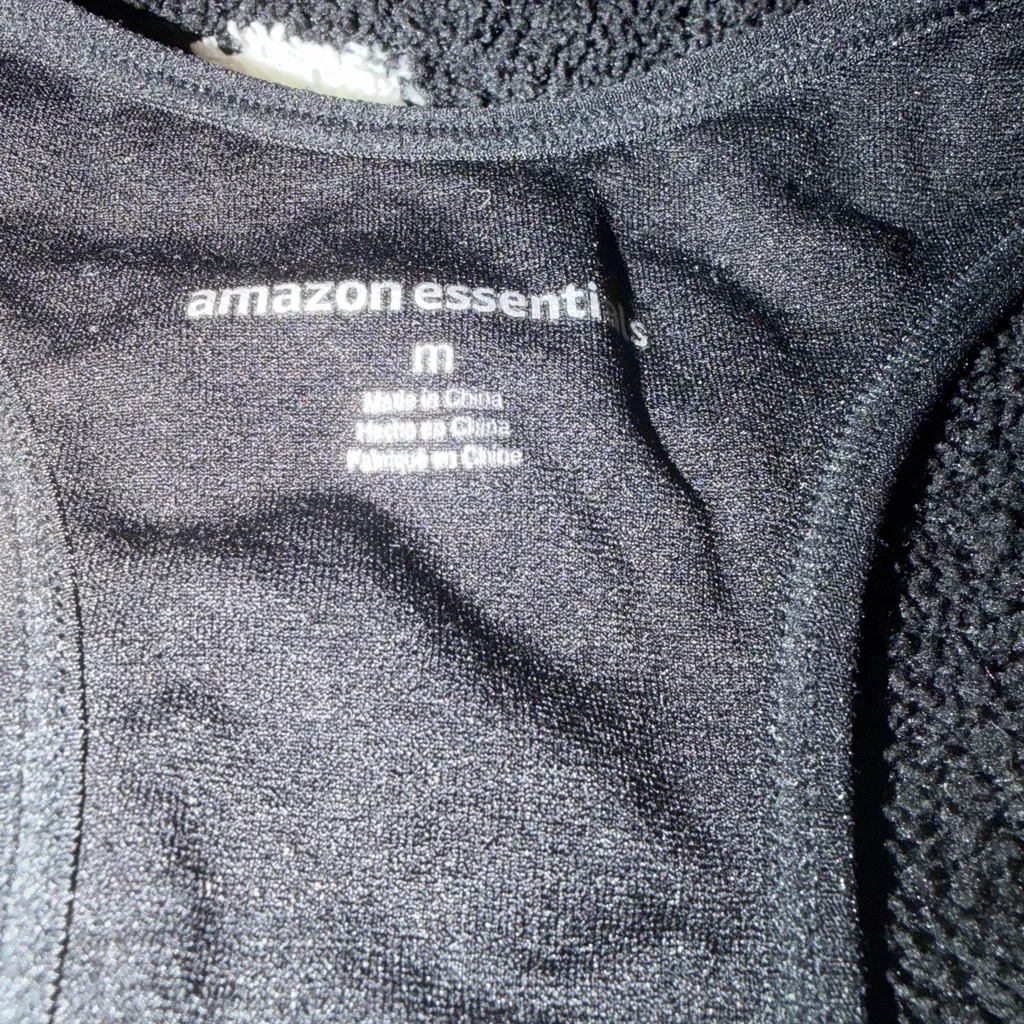 amazon essentials
m
Made in China
Hecho en China
Fabriqué en Chine